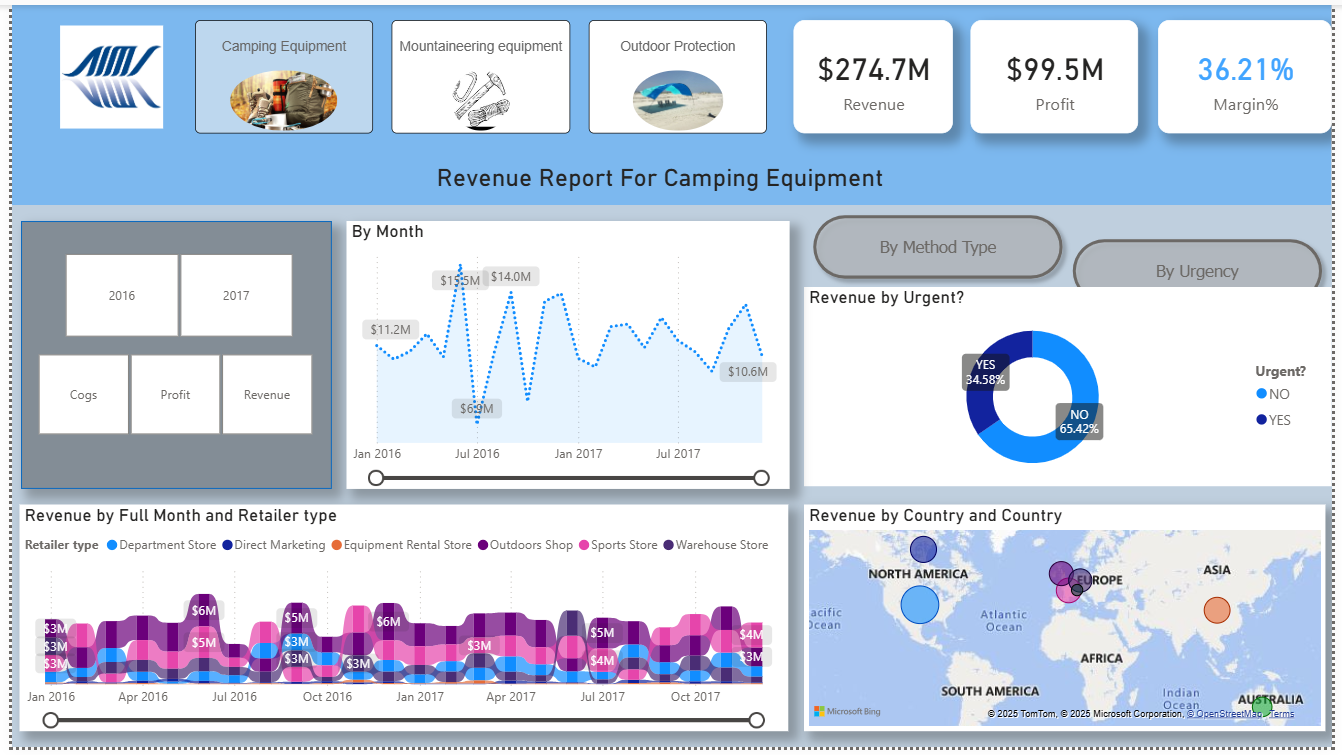 AIMS
Camping Equipment
Mountaineering equipment
Outdoor Protection
$274.7M
Revenue
$99.5M
Profit
36.21%
Margin%
Revenue Report For Camping Equipment
2016
2017
Cogs
Profit
Revenue
By Month
$15.5M
$14.0M
$11.2M
$10.6M
$6.9M
Jan 2016
Jul 2016
Jan 2017
Jul 2017
By Method Type
By Urgency
Revenue by Urgent?
YES
34.58%
NO
65.42%
Urgent?
NO
YES
Revenue by Full Month and Retailer type
Retailer type
Department Store
Direct Marketing
Equipment Rental Store
Outdoors Shop
Sports Store
Warehouse Store
$3M
$3M
$3M
$6M
$5M
$5M
$3M
$3M
$3M
$6M
$3M
$5M
$4M
$4M
$3M
Jan 2016
Apr 2016
Jul 2016
Oct 2016
Jan 2017
Apr 2017
Jul 2017
Oct 2017
Revenue by Country and Country
NORTH AMERICA
EUROPE
ASIA
acific
Ocean
Atlantic
Ocean
AFRICA
SOUTH AMERICA
Indian
Ocean
AUSTRALIA
Microsoft Bing
© 2025 TomTom, © 2025 Microsoft Corporation, © OpenStreetMap Terms